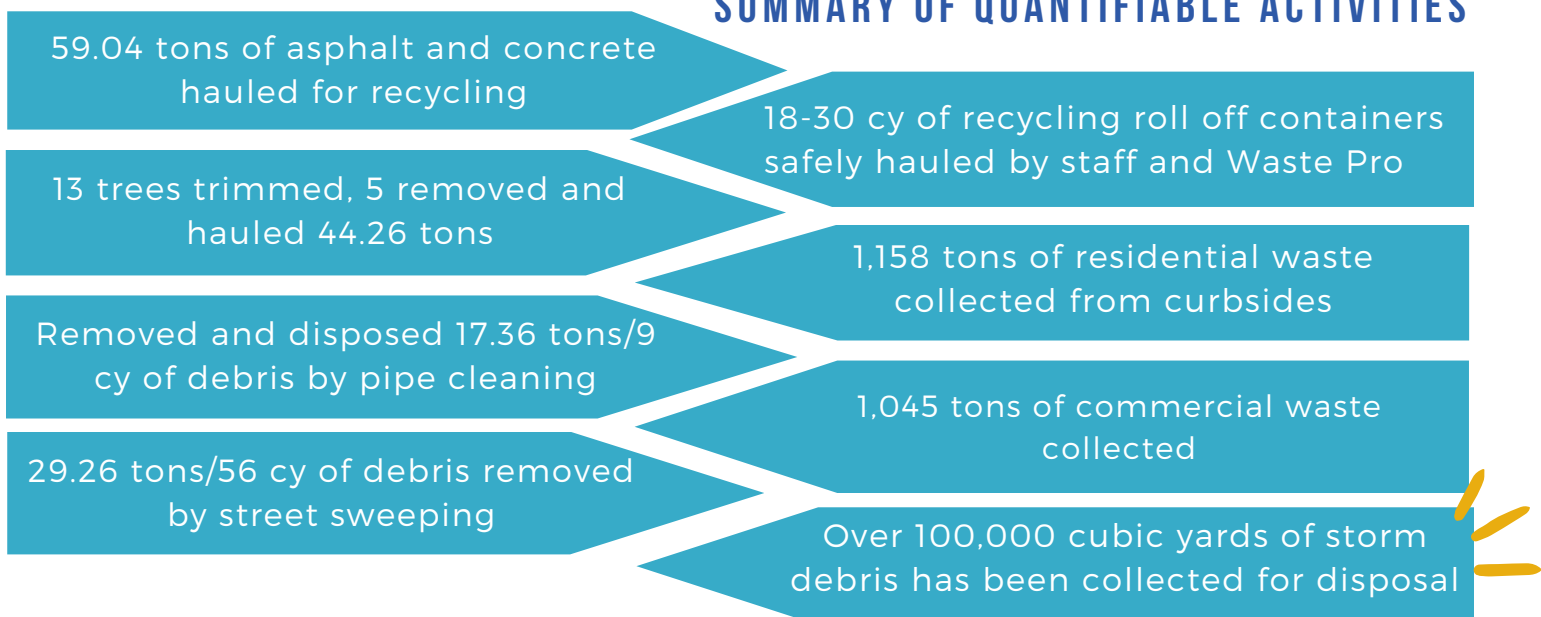 SUMMARY OF QUANTIFIABLE ACTIVITIES
59.04 tons of asphalt and concrete
hauled for recycling
18-30 cy of recycling roll off containers
safely hauled by staff and Waste Pro
13 trees trimmed, 5 removed and
hauled 44.26 tons
1,158 tons of residential waste
collected from curbsides
Removed and disposed 17.36 tons/9
cy of debris by pipe cleaning
1,045 tons of commercial waste
collected
29.26 tons/56 cy of debris removed
by street sweeping
Over 100,000 cubic yards of storm
debris has been collected for disposal